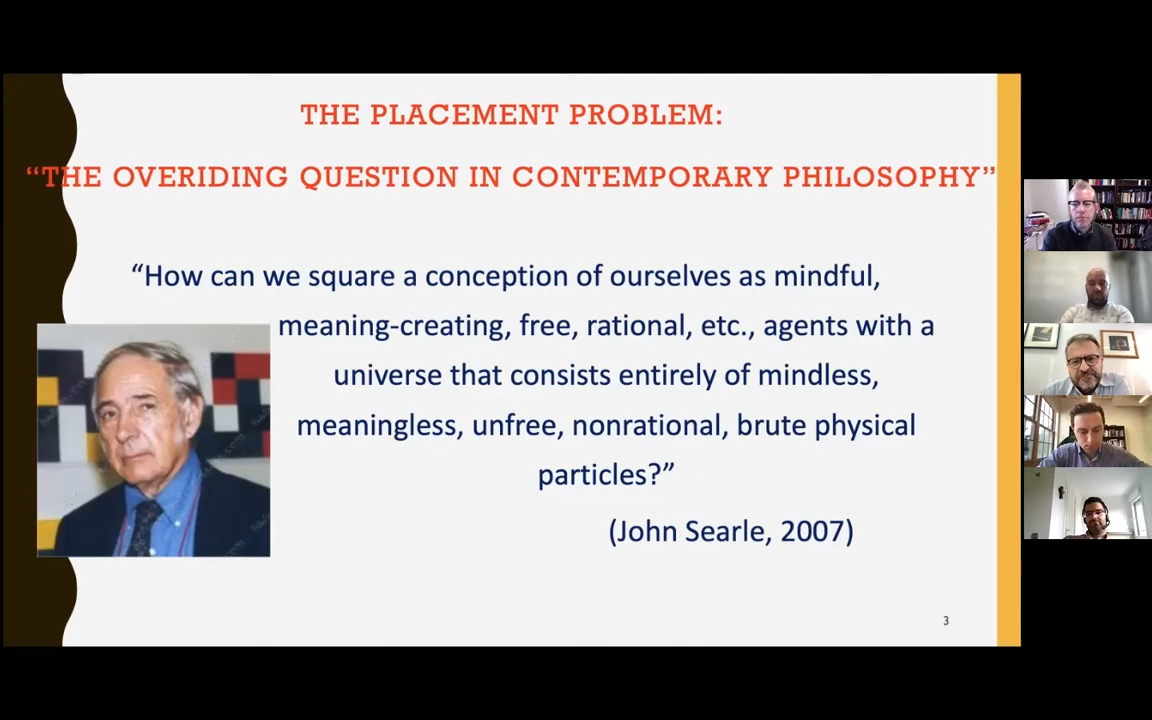 THE PLACEMENT PROBLEM:
“THE OVERIDING QUESTION IN CONTEMPORARY PHILOSOPHY”
“How can we square a conception of ourselves as mindful,
meaning-creating, free, rational, etc., agents with a
universe that consists entirely of mindless,
meaningless, unfree, nonrational, brute physical
particles?”
(John Searle, 2007)
3